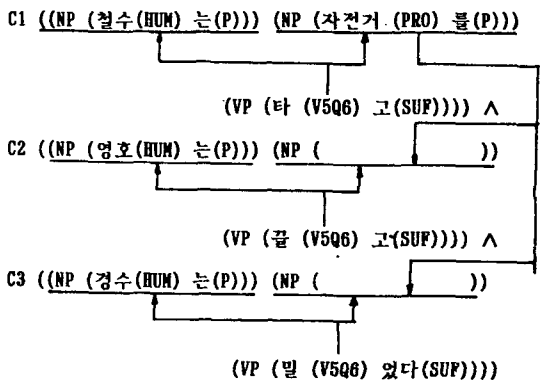 C1 ((NP (철수(HUM) 는(P))) (NP (자전거 (PRO) 를(P)))
(VP (타 (V5Q6) 고(SUF)))) ∧
C2 ((NP (영호(HUM) 는(P))) (NP ( ))
(VP (끌 (V5Q6) 고(SUF)))) ∧
C3 ((NP (경수(HUM) 는(P))) (NP ( ))
(VP (밀 (V5Q6) 었다(SUF))))